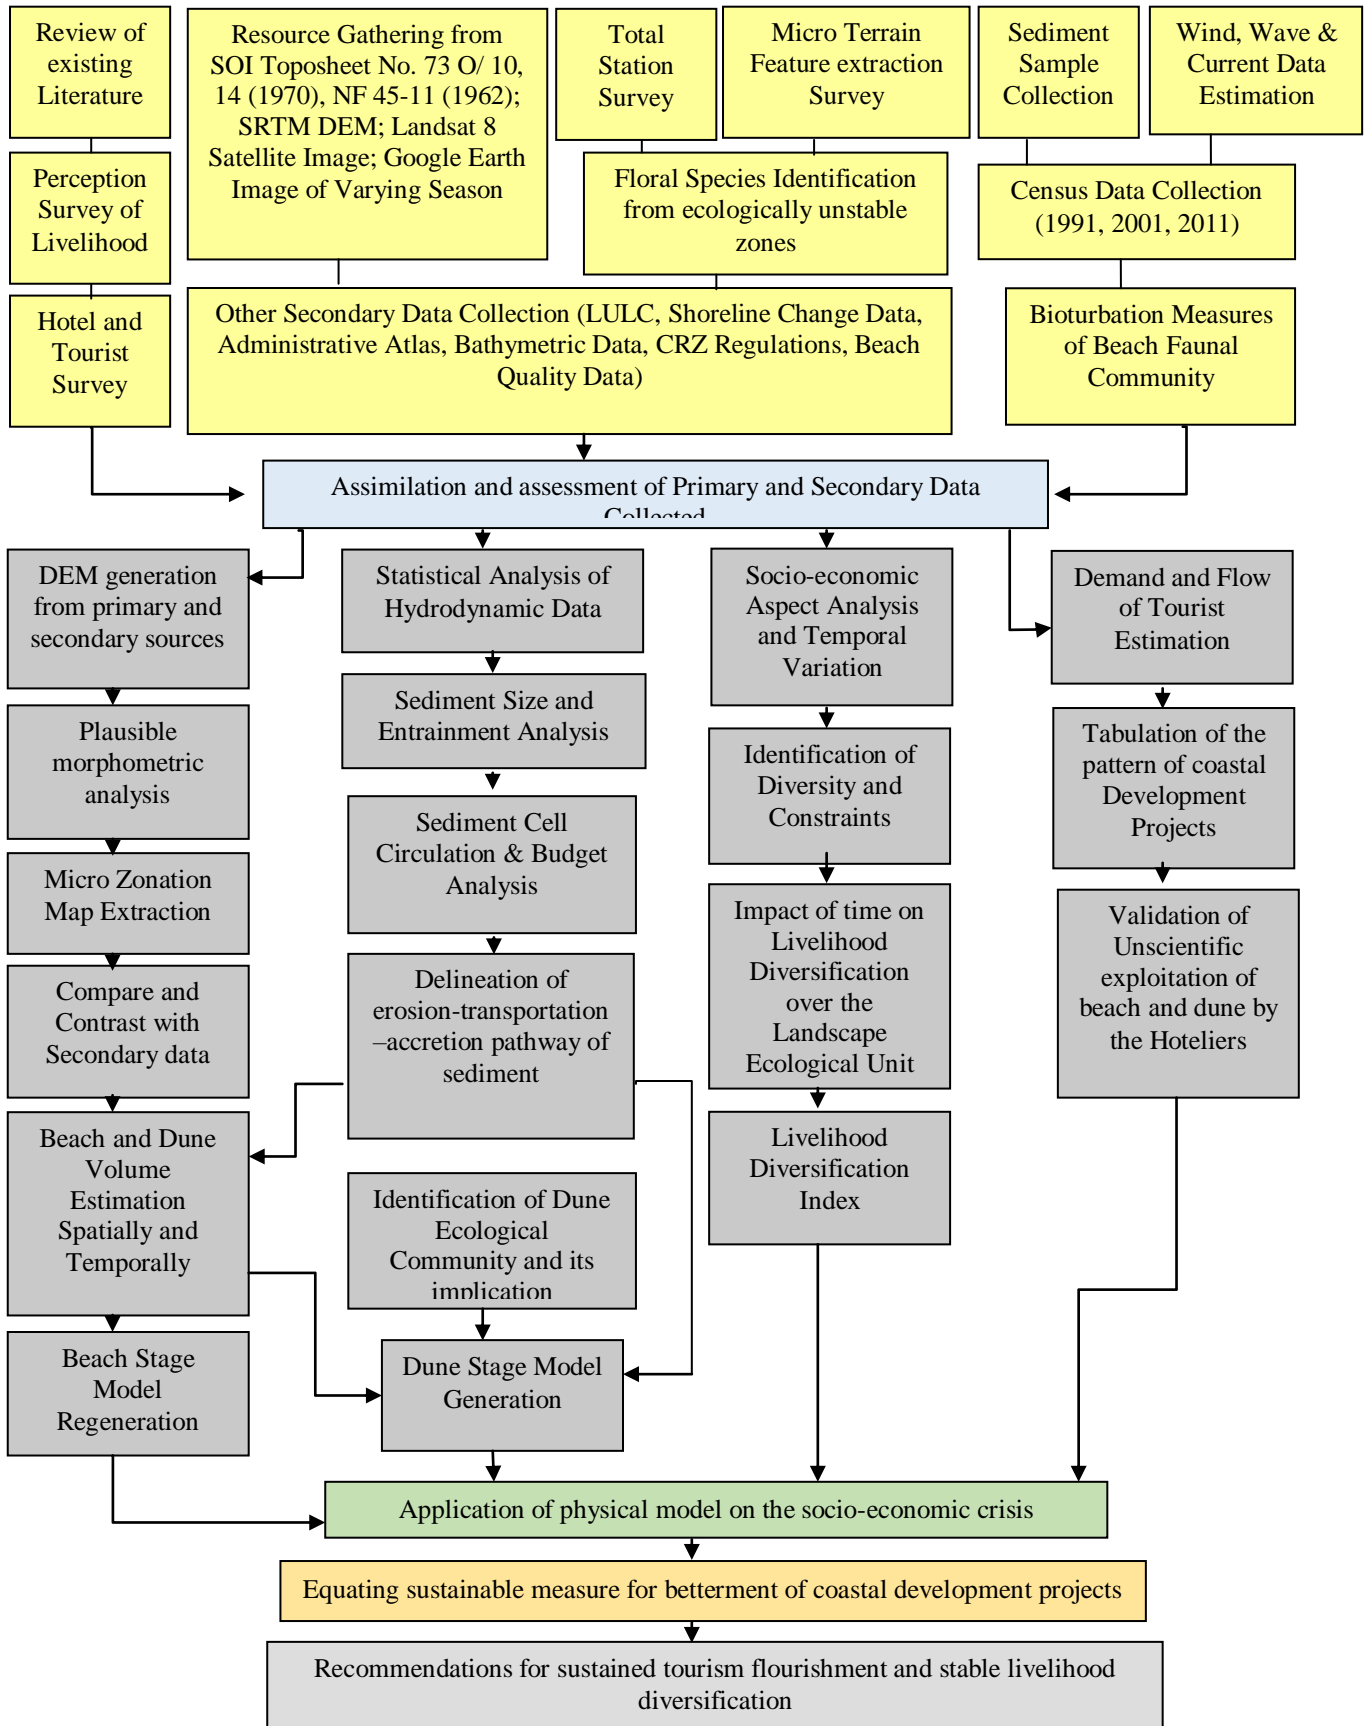 Review of
existing
Literature
Resource Gathering from
SOI Toposheet No. 73 O/ 10,
14 (1970), NF 45-11 (1962);
SRTM DEM; Landsat 8
Satellite Image; Google Earth
Image of Varying Season
Total
Station
Survey
Micro Terrain
Feature extraction
Survey
Sediment
Sample
Collection
Wind, Wave &
Current Data
Estimation
Perception
Survey of
Livelihood
Floral Species Identification
from ecologically unstable
zones
Census Data Collection
(1991, 2001, 2011)
Hotel and
Tourist
Survey
Other Secondary Data Collection (LULC, Shoreline Change Data,
Administrative Atlas, Bathymetric Data, CRZ Regulations, Beach
Quality Data)
Bioturbation Measures
of Beach Faunal
Community
Assimilation and assessment of Primary and Secondary Data
Collected
DEM generation
from primary and
secondary sources
Statistical Analysis of
Hydrodynamic Data
Socio-economic
Aspect Analysis
and Temporal
Variation
Demand and Flow
of Tourist
Estimation
Plausible
morphometric
analysis
Sediment Size and
Entrainment Analysis
Identification of
Diversity and
Constraints
Tabulation of the
pattern of coastal
Development
Projects
Micro Zonation
Map Extraction
Sediment Cell
Circulation & Budget
Analysis
Impact of time on
Livelihood
Diversification
over the
Landscape
Ecological Unit
Validation of
Unscientific
exploitation of
beach and dune by
the Hoteliers
Compare and
Contrast with
Secondary data
Delineation of
erosion-transportation
–accretion pathway of
sediment
Beach and Dune
Volume
Estimation
Spatially and
Temporally
Identification of Dune
Ecological
Community and its
implication
Livelihood
Diversification
Index
Beach Stage
Model
Regeneration
Dune Stage Model
Generation
Application of physical model on the socio-economic crisis
Equating sustainable measure for betterment of coastal development projects
Recommendations for sustained tourism flourishment and stable livelihood
diversification